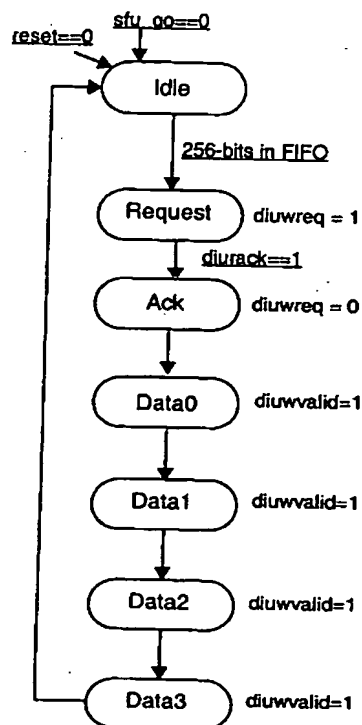 sfu_go==0
reset==0
Idle
256-bits in FIFO
Request
diuwreq = 1
diurack==1
Ack
diuwreq = 0
Data0
diuwvalid=1
Data1
diuwvalid=1
Data2
diuwvalid=1
Data3
diuwvalid=1